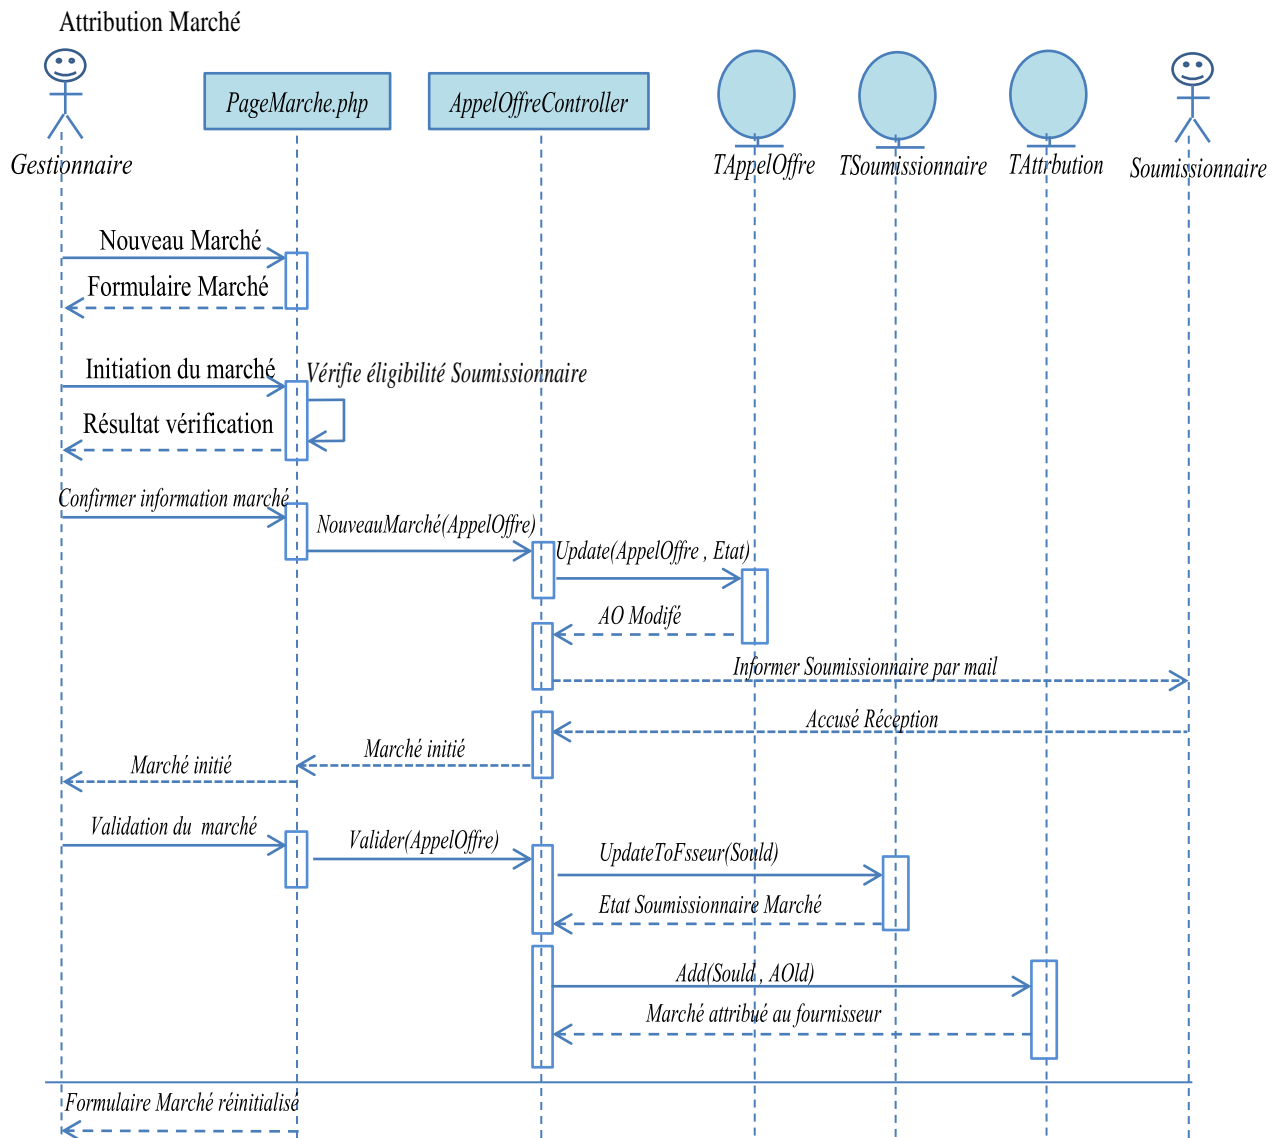 Attribution Marché
PageMarche.php
AppelOffreController
Gestionnaire
TAppelOffre
TSoumissionnaire
TAttrbution
Soumissionnaire
Nouveau Marché
Formulaire Marché
Initiation du marché
Vérifie éligibilité Soumissionnaire
Résultat vérification
Confirmer information marché
NouveauMarché(AppelOffre)
Update(AppelOffre , Etat)
AO Modifé
Informer Soumissionnaire par mail
Accusé Réception
Marché initié
Marché initié
Validation du marché
Valider(AppelOffre)
UpdateToFsseur(SouId)
Etat Soumissionnaire Marché
Add(SouId , AOId)
Marché attribué au fournisseur
Formulaire Marché réinitialisé